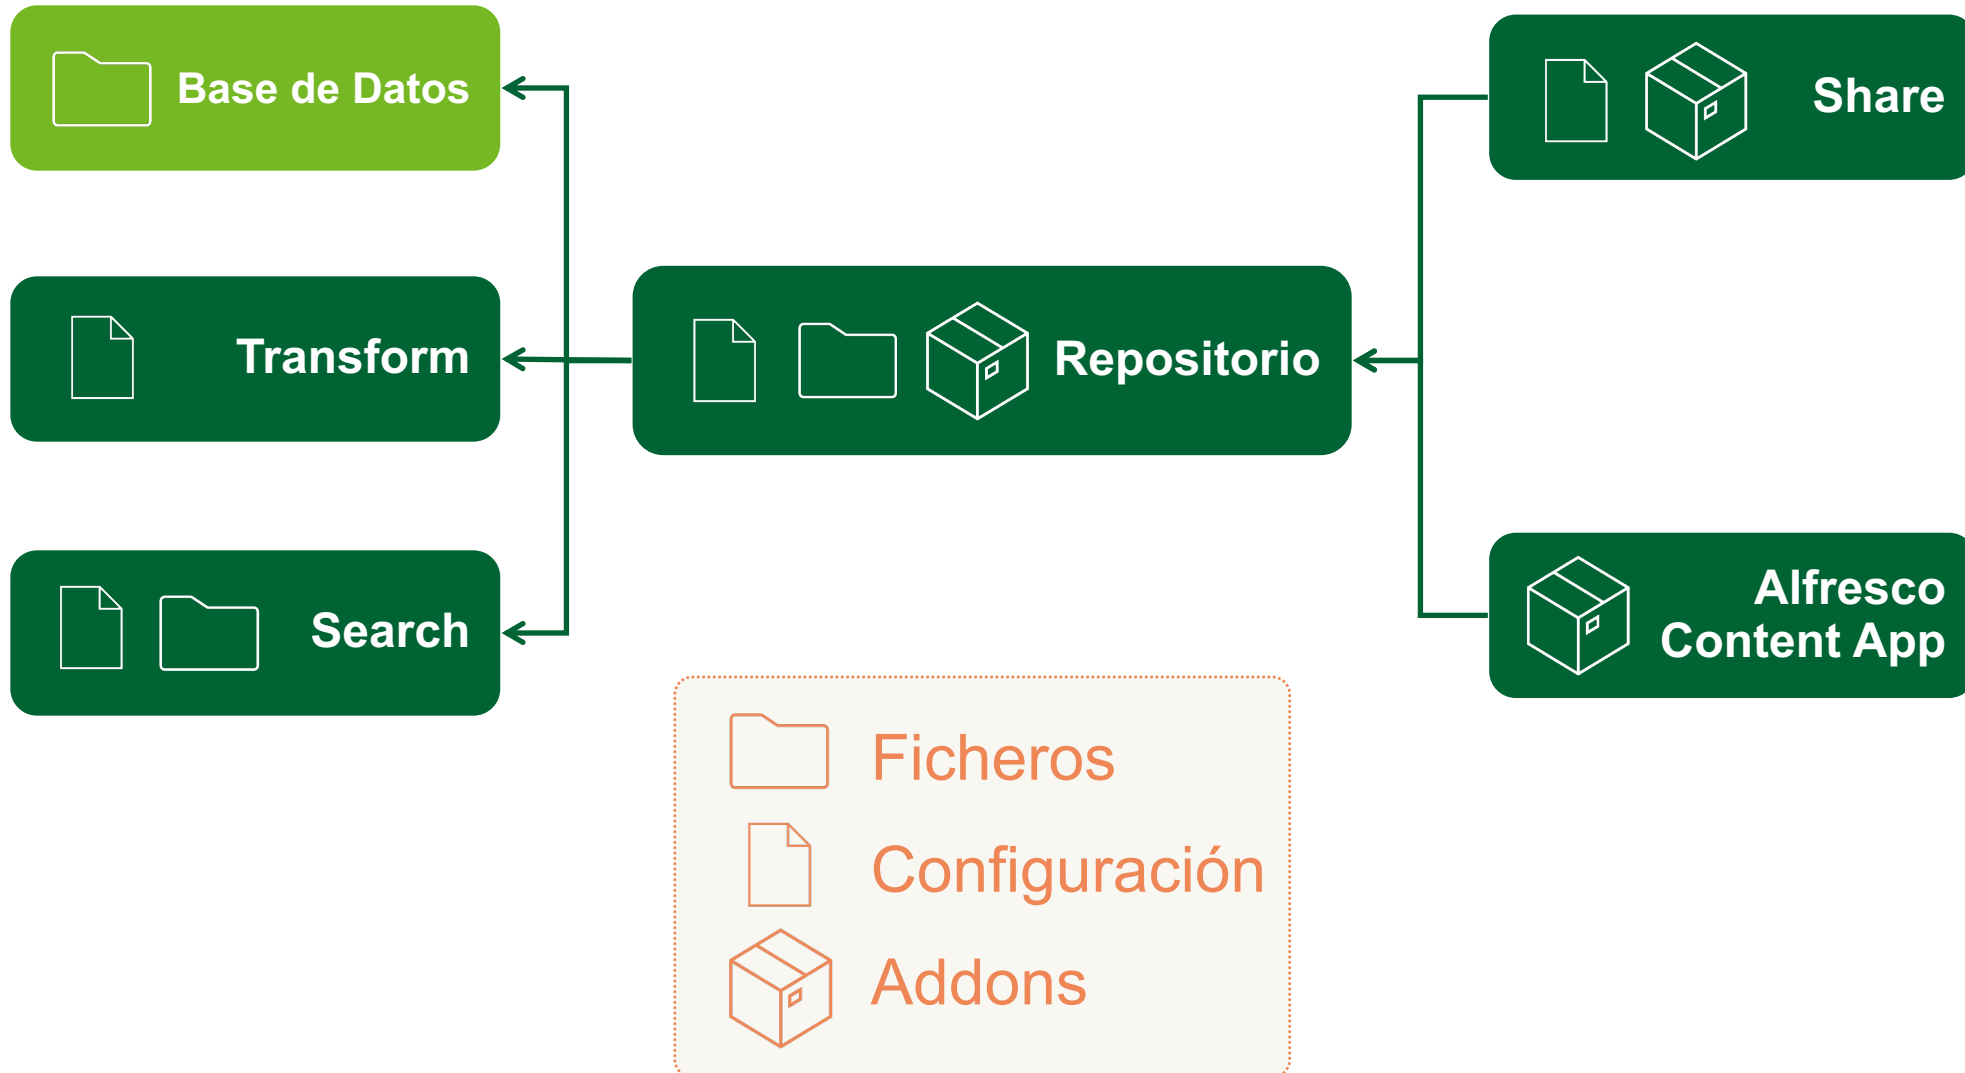 Base de Datos
Share
Transform
Repositorio
Search
Alfresco
Content App
Ficheros
Configuración
Addons